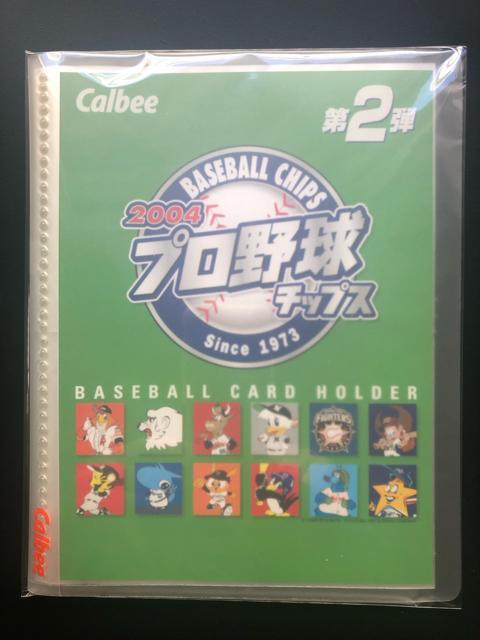 Calbee
第2弾
BASEBALL CHIPS
2004
プロ野球
チップス
Since 1973
BASEBALL CARD HOLDER
FIGHTERS
Calbee